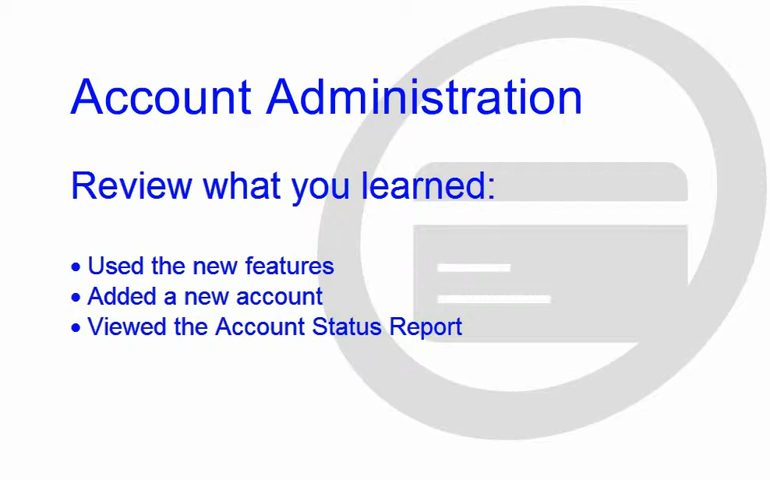 Account Administration
Review what you learned:
• Used the new features
• Added a new account
• Viewed the Account Status Report